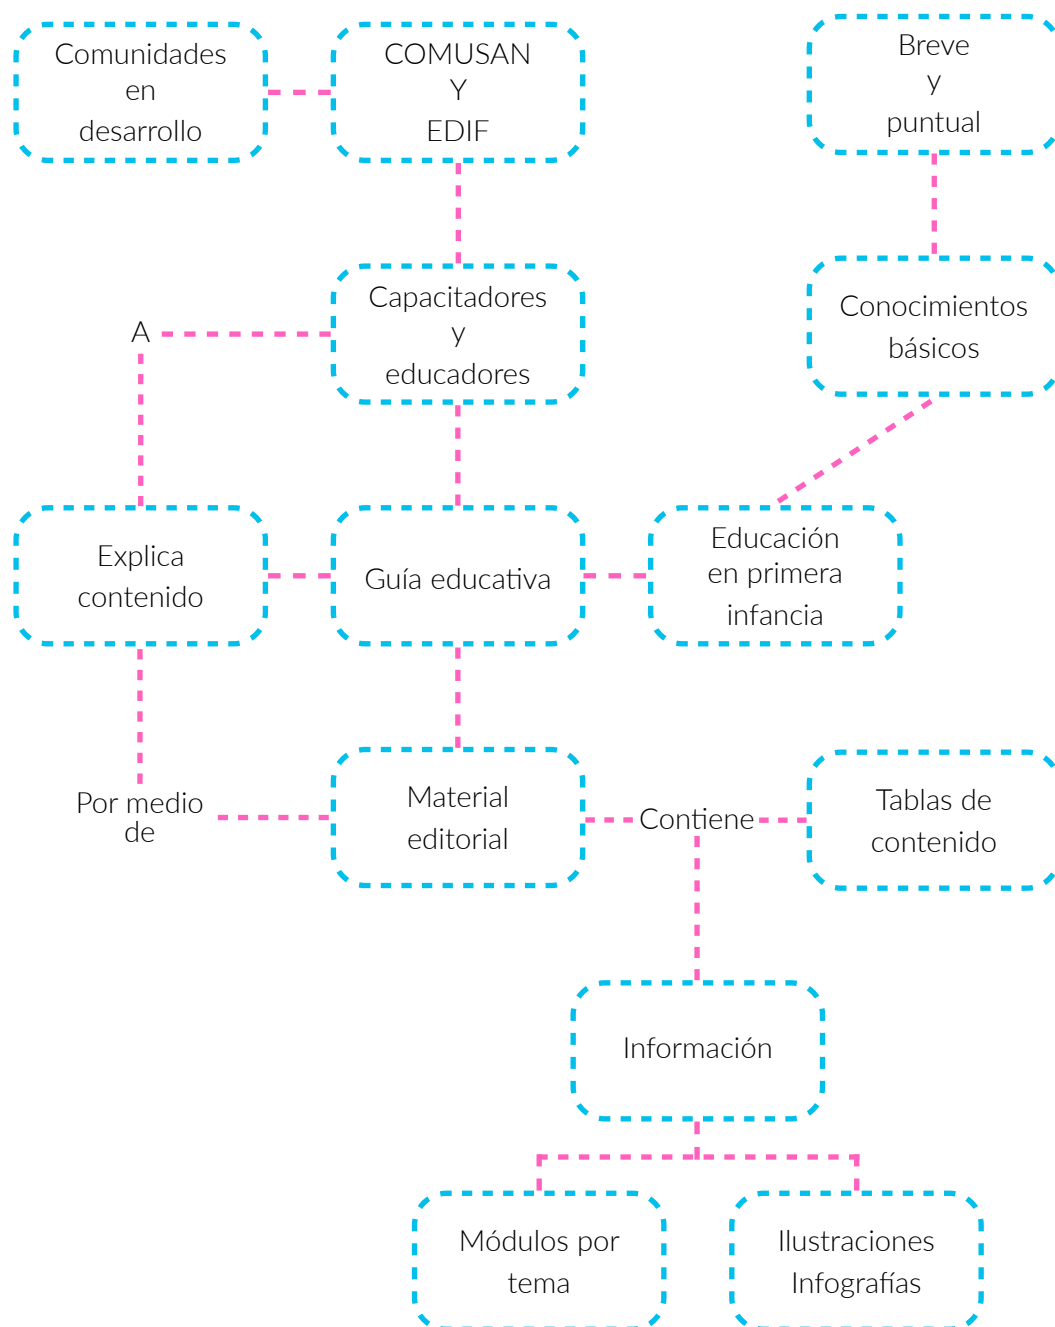 Comunidades
en
desarrollo
COMUSAN
Y
EDIF
Breve
y
puntual
Capacitadores
y
educadores
Conocimientos
básicos
A
Explica
contenido
Guía educativa
Educación
en primera
infancia
Por medio
de
Material
editorial
Contiene
Tablas de
contenido
Información
Módulos por
tema
Ilustraciones
Infografías